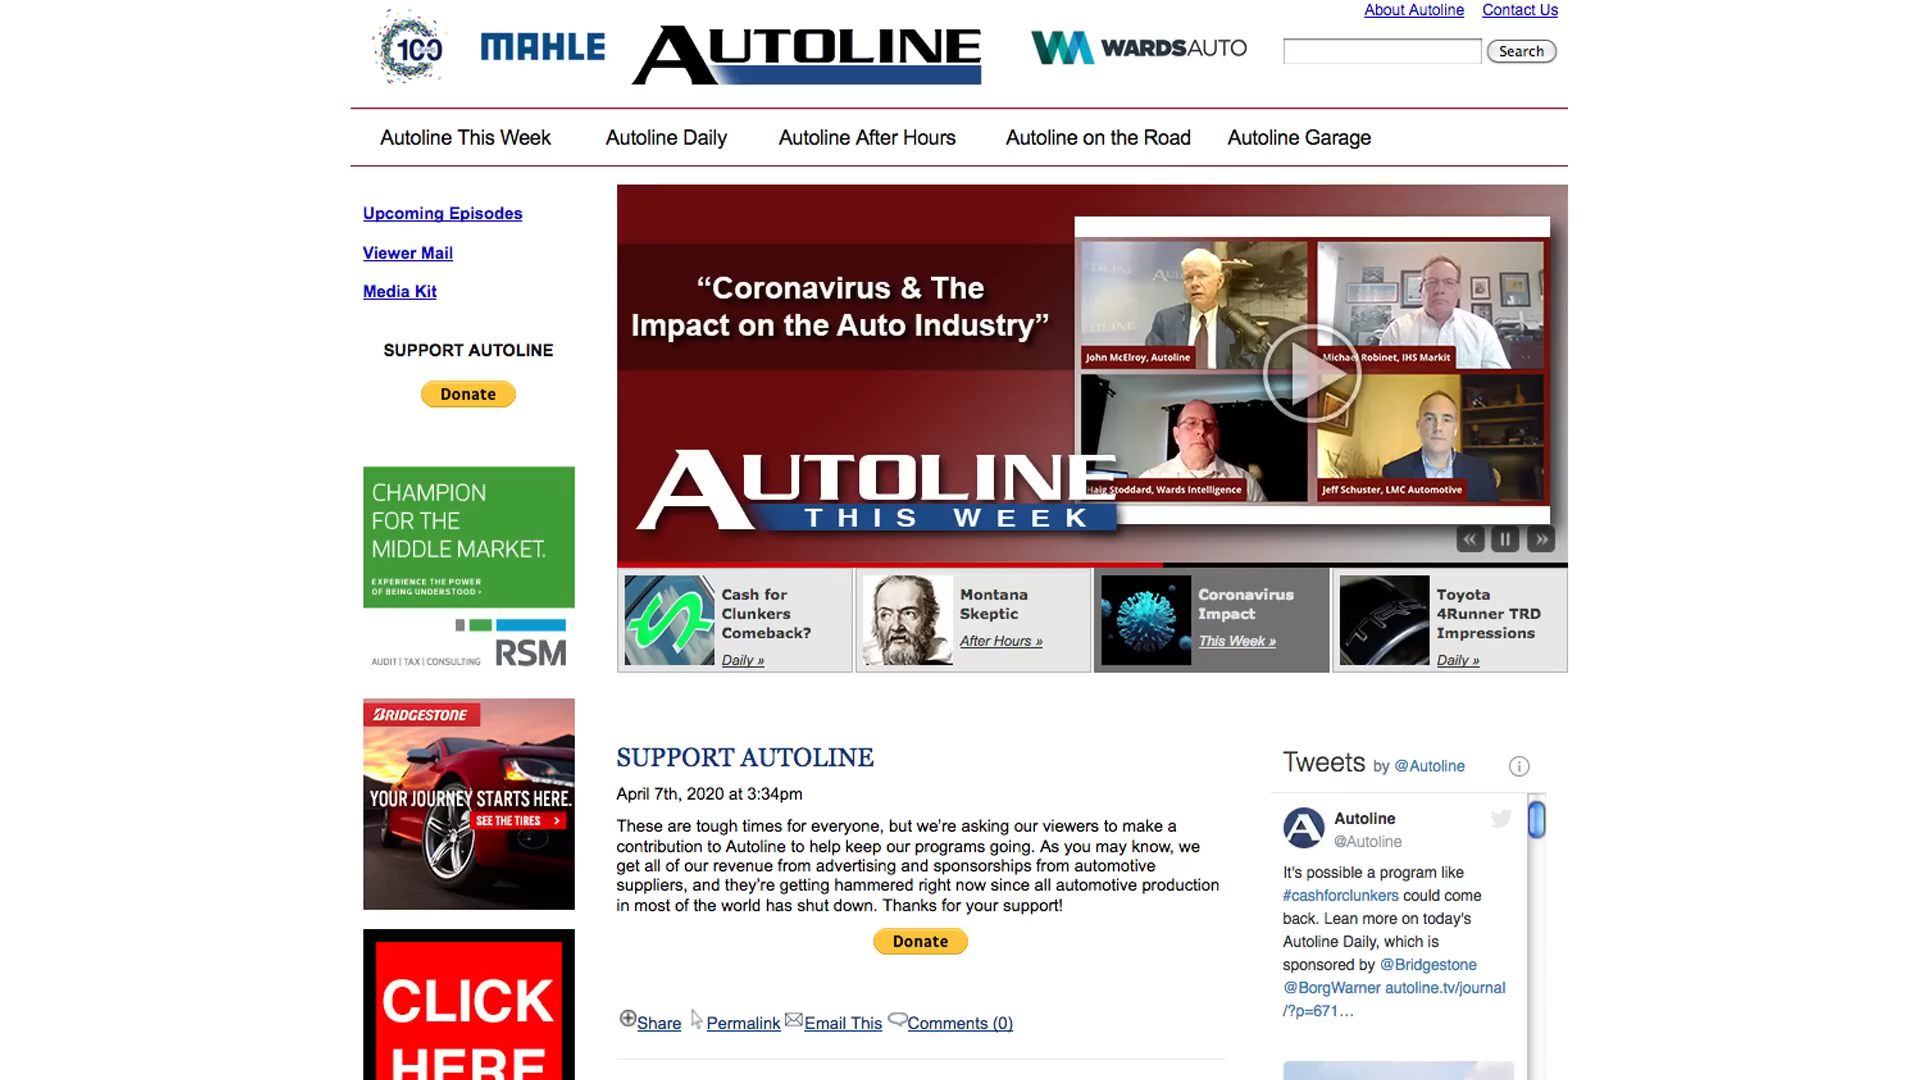 About Autoline Contact Us
100
MAHLE
AUTOLINE
WARDSAUTO
Search
Autoline This Week Autoline Daily Autoline After Hours Autoline on the Road Autoline Garage
Upcoming Episodes
Viewer Mail
Media Kit
SUPPORT AUTOLINE
Donate
CHAMPION
FOR THE
MIDDLE MARKET.
EXPERIENCE THE POWER
OF BEING UNDERSTOOD ›
AUDIT | TAX | CONSULTING RSM
BRIDGESTONE
YOUR JOURNEY STARTS HERE.
SEE THE TIRES >
CLICK
HERE
“Coronavirus & The
Impact on the Auto Industry”
John McElroy, Autoline
Michael Robinet, IHS Markit
Haig Stoddard, Wards Intelligence
Jeff Schuster, LMC Automotive
AUTOLINE
THIS WEEK
Cash for
Clunkers
Comeback?
Daily »
Montana
Skeptic
After Hours »
Coronavirus
Impact
This Week »
Toyota
4Runner TRD
Impressions
Daily »
SUPPORT AUTOLINE
April 7th, 2020 at 3:34pm
These are tough times for everyone, but we’re asking our viewers to make a
contribution to Autoline to help keep our programs going. As you may know, we
get all of our revenue from advertising and sponsorships from automotive
suppliers, and they’re getting hammered right now since all automotive production
in most of the world has shut down. Thanks for your support!
Donate
Share Permalink Email This Comments (0)
Tweets by @Autoline
Autoline
@Autoline
It's possible a program like
#cashforclunkers could come
back. Lean more on today's
Autoline Daily, which is
sponsored by @Bridgestone
@BorgWarner autoline.tv/journal
/?p=671…